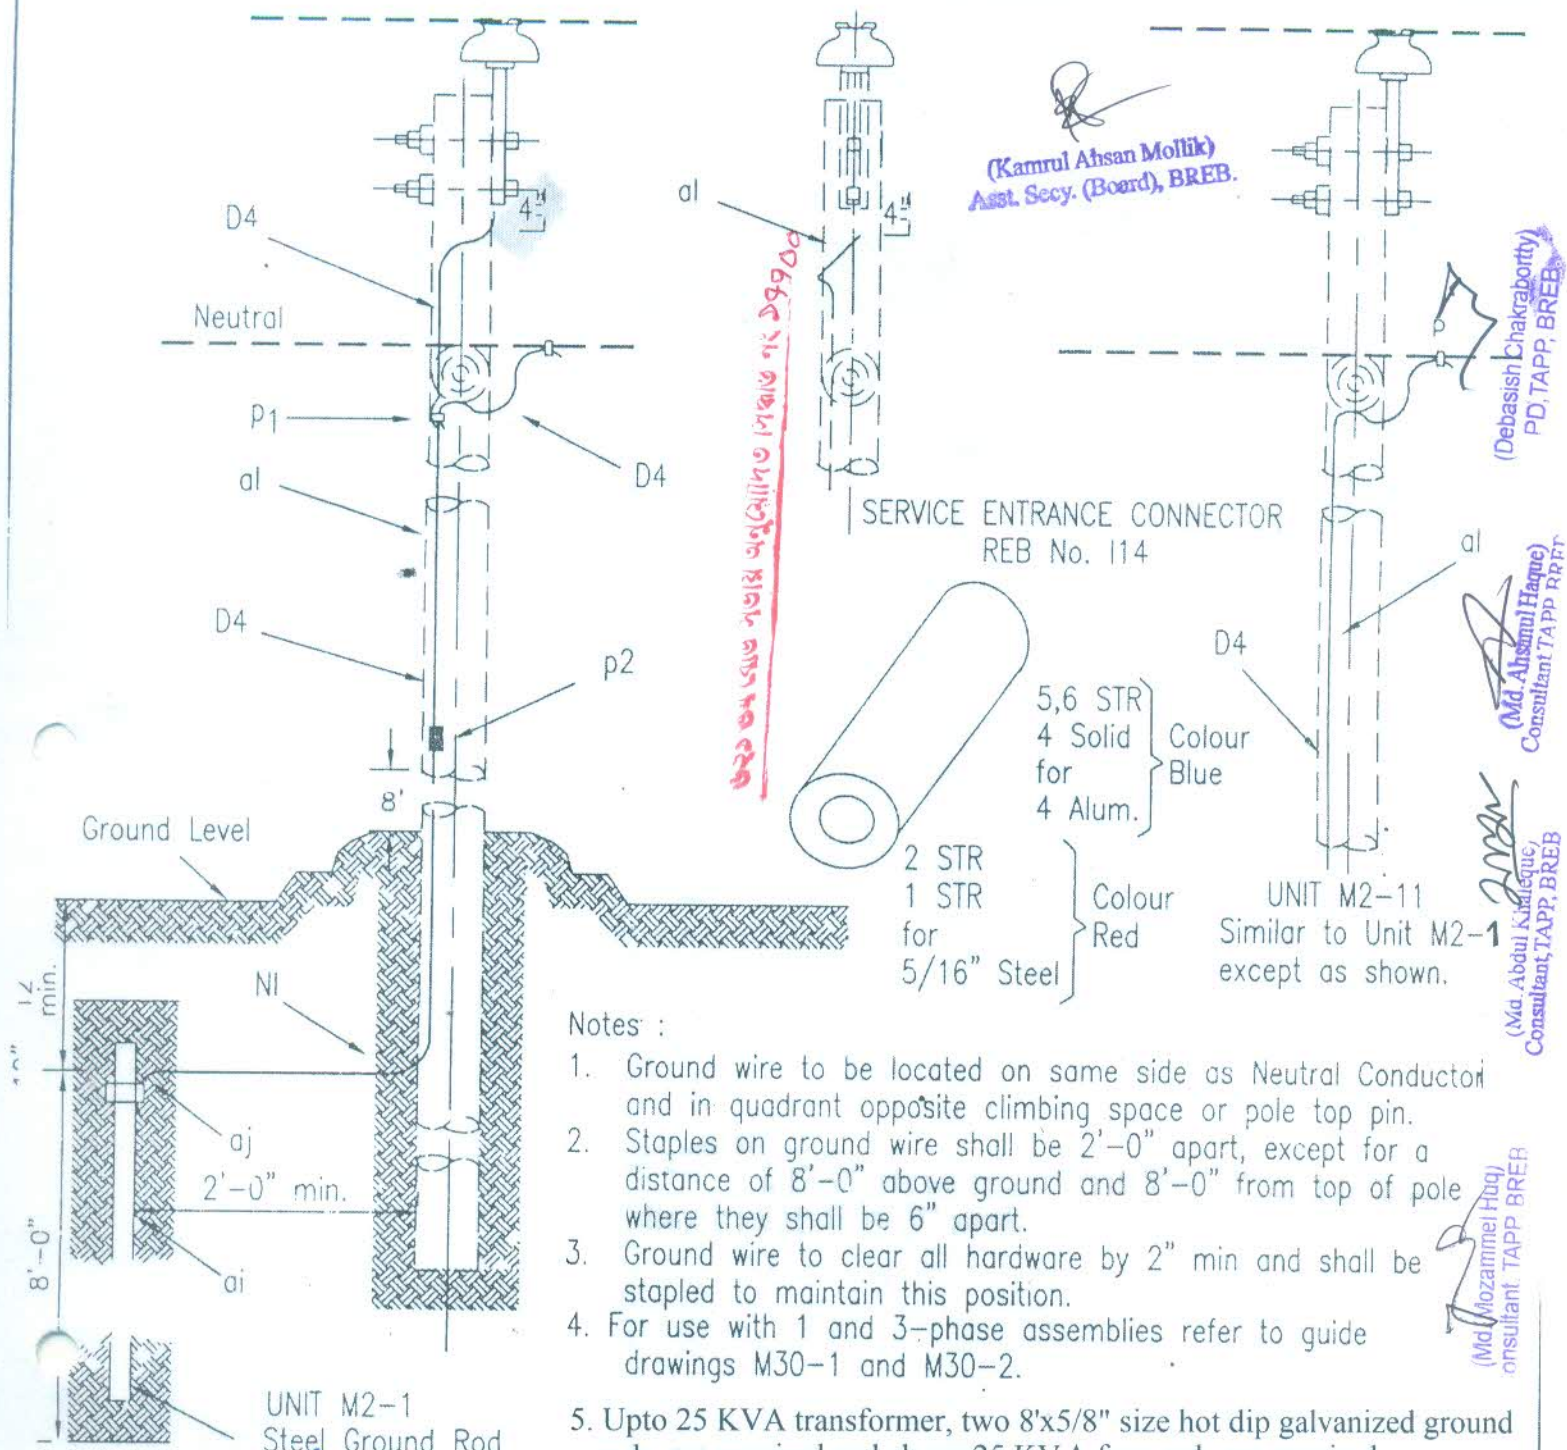 (Kamrul Ahsan Mollik)
Asst. Secy. (Board), BREB.
4"
al
4"
D4
Neutral
P1
D4
al
SERVICE ENTRANCE CONNECTOR
REB No. I14
al
D4
D4
p2
5,6 STR
4 Solid
for
4 Alum.
Colour
Blue
8'
Ground Level
2 STR
1 STR
for
5/16" Steel
Colour
Red
UNIT M2-11
Similar to Unit M2-1
except as shown.
12
min.
NI
aj
2'-0" min.
8'-0"
ai
UNIT M2-1
Steel Ground Rod
Notes :
1. Ground wire to be located on same side as Neutral Conductor
and in quadrant opposite climbing space or pole top pin.
2. Staples on ground wire shall be 2'-0" apart, except for a
distance of 8'-0" above ground and 8'-0" from top of pole
where they shall be 6" apart.
3. Ground wire to clear all hardware by 2" min and shall be
stapled to maintain this position.
4. For use with 1 and 3-phase assemblies refer to guide
drawings M30-1 and M30-2.
5. Upto 25 KVA transformer, two 8'x5/8" size hot dip galvanized ground
(Debasish Chakrabortty)
PD, TAPP, BREB
(Md. Ahsanul Haque)
Consultant TAPP BREB
(Md. Abdul Khaleque)
Consultant, TAPP, BREB
(Md. Mozammel Huq)
Consultant TAPP BREB